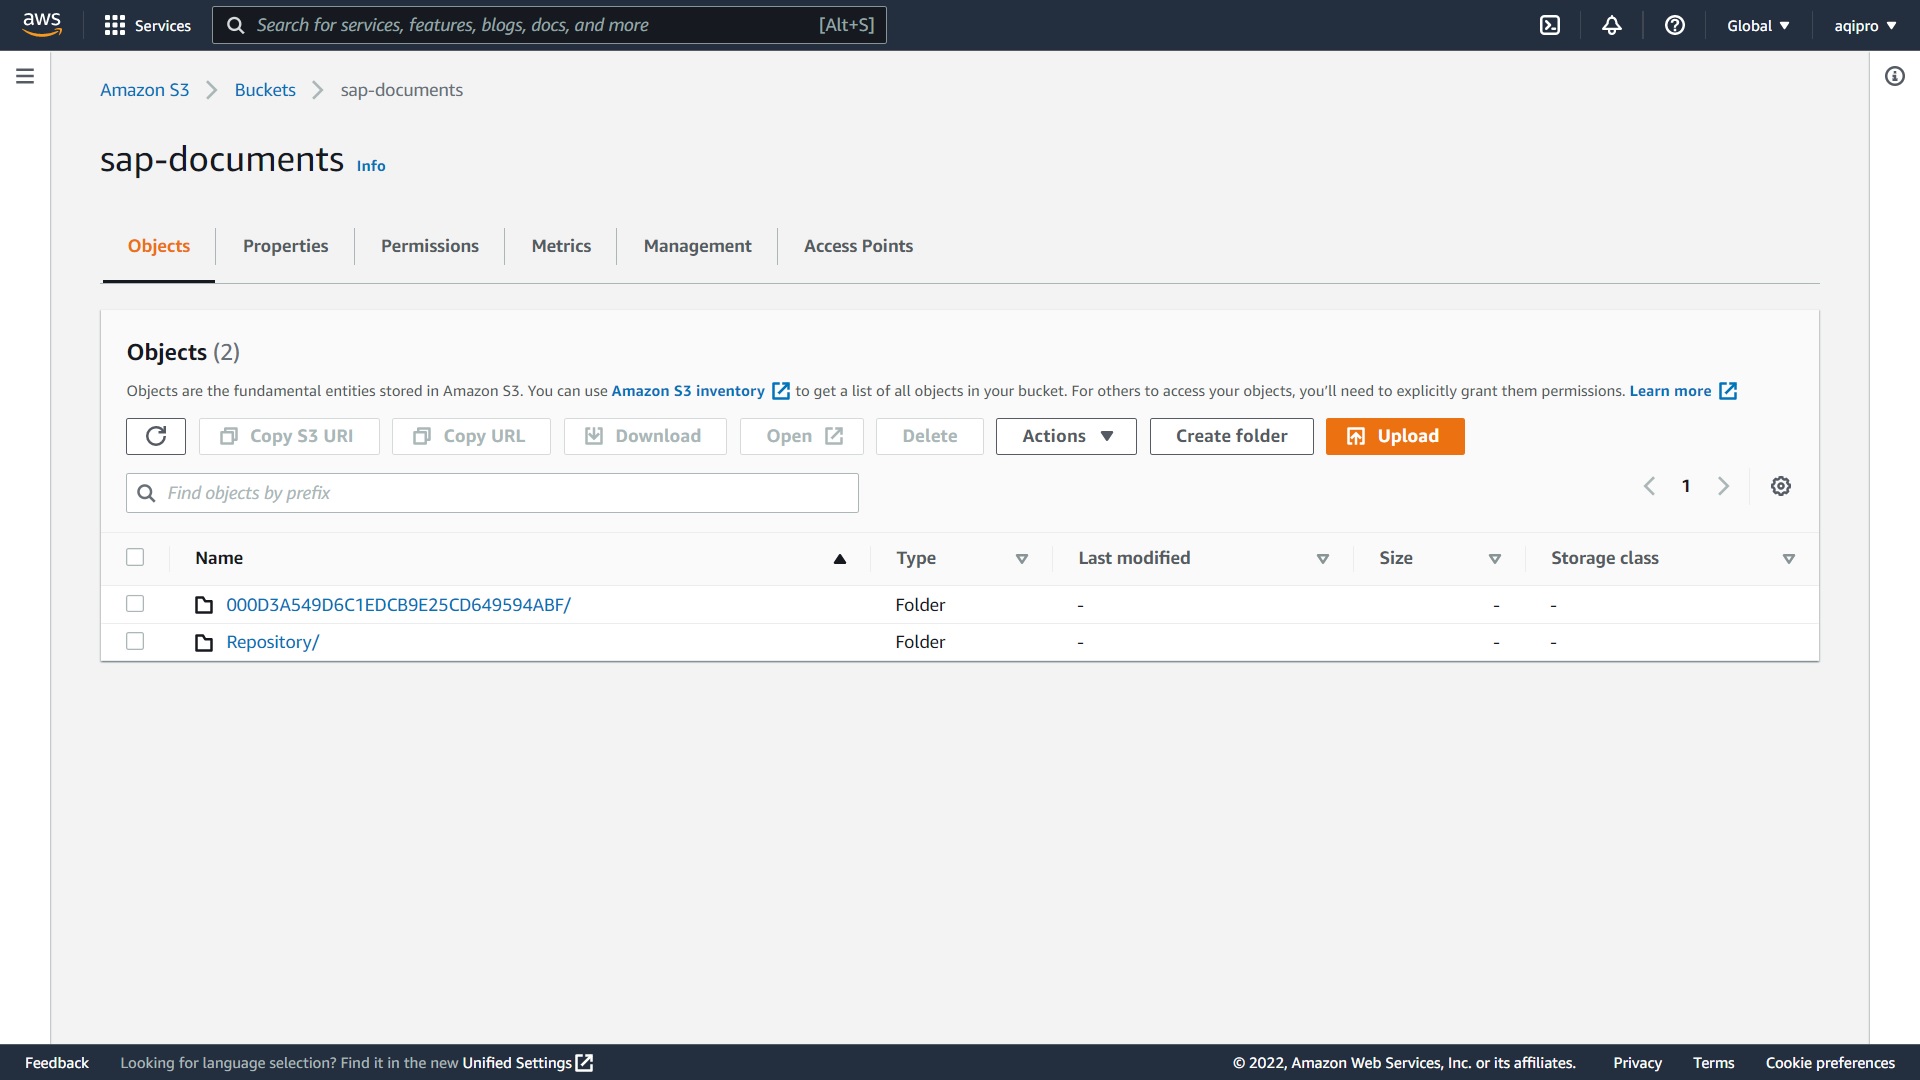 aws Services Search for services, features, blogs, docs, and more [Alt+S] Global aqipro
Amazon S3 Buckets sap-documents
sap-documents Info
Objects Properties Permissions Metrics Management Access Points
Objects (2)
Objects are the fundamental entities stored in Amazon S3. You can use Amazon S3 inventory to get a list of all objects in your bucket. For others to access your objects, you'll need to explicitly grant them permissions. Learn more
Copy S3 URI Copy URL Download Open Delete Actions Create folder Upload
Find objects by prefix 1
Name Type Last modified Size Storage class
000D3A549D6C1EDCB9E25CD649594ABF/ Folder - - -
Repository/ Folder - - -
Feedback Looking for language selection? Find it in the new Unified Settings © 2022, Amazon Web Services, Inc. or its affiliates. Privacy Terms Cookie preferences